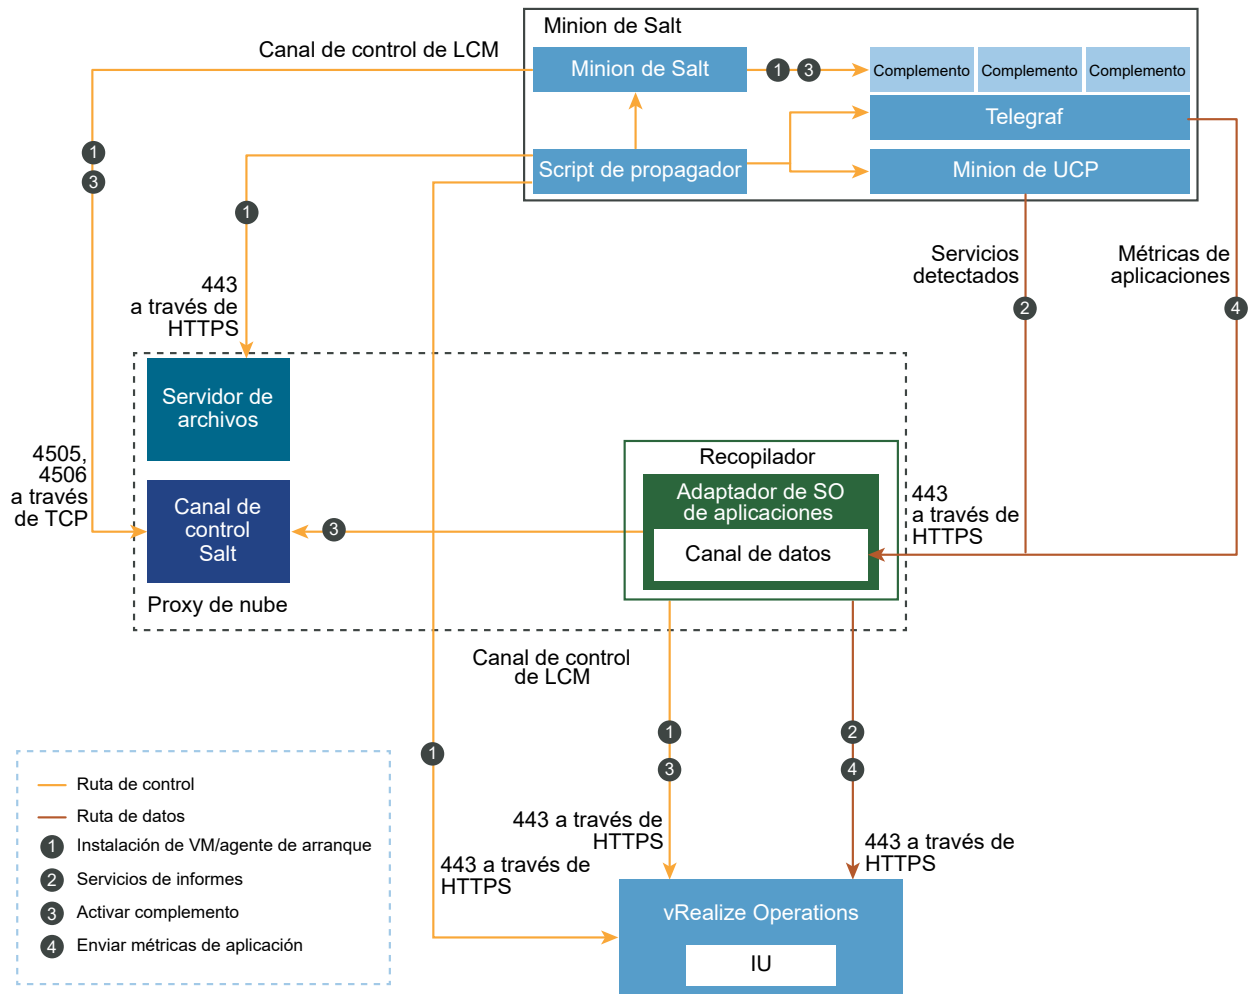 Minion de Salt
Canal de control de LCM
Minion de Salt
1
3
Complemento
Complemento
Complemento
Telegraf
Script de propagador
Minion de UCP
1
3
1
443
a través de
HTTPS
Servicios
detectados
Métricas de
aplicaciones
2
4
Servidor de
archivos
4505,
4506
a través
de TCP
Canal de
control
Salt
Proxy de nube
3
Recopilador
Adaptador de SO
de aplicaciones
Canal de datos
443
a través de
HTTPS
Canal de control
de LCM
1
1
3
2
4
443 a través de
HTTPS
443 a través de
HTTPS
443 a través de
HTTPS
vRealize Operations
IU
Ruta de control
Ruta de datos
1 Instalación de VM/agente de arranque
2 Servicios de informes
3 Activar complemento
4 Enviar métricas de aplicación